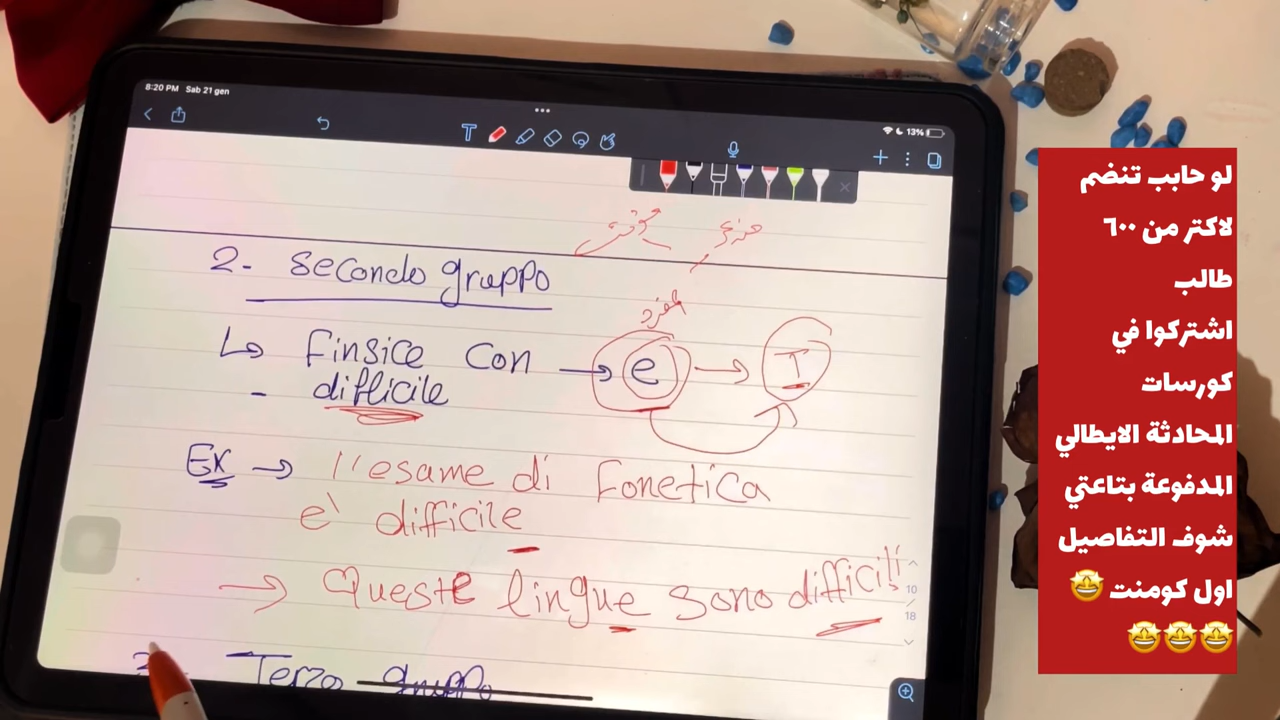 8:20 PM Sab 21 gen
13%
مؤنث
مفرد
2. Secondo gruppo
↳ Finsice con → e → I
- difficile
Ex → l'esame di Fonetica
e' difficile
→ Queste lingue sono difficili
10
18
Terzo gruppo
لو حابب تنضم
لاكتر من ٦٠٠
طالب
اشتركوا في
كورسات
المحادثة الايطالي
المدفوعة بتاعتي
شوف التفاصيل
اول كومنت 🤩
🤩🤩🤩